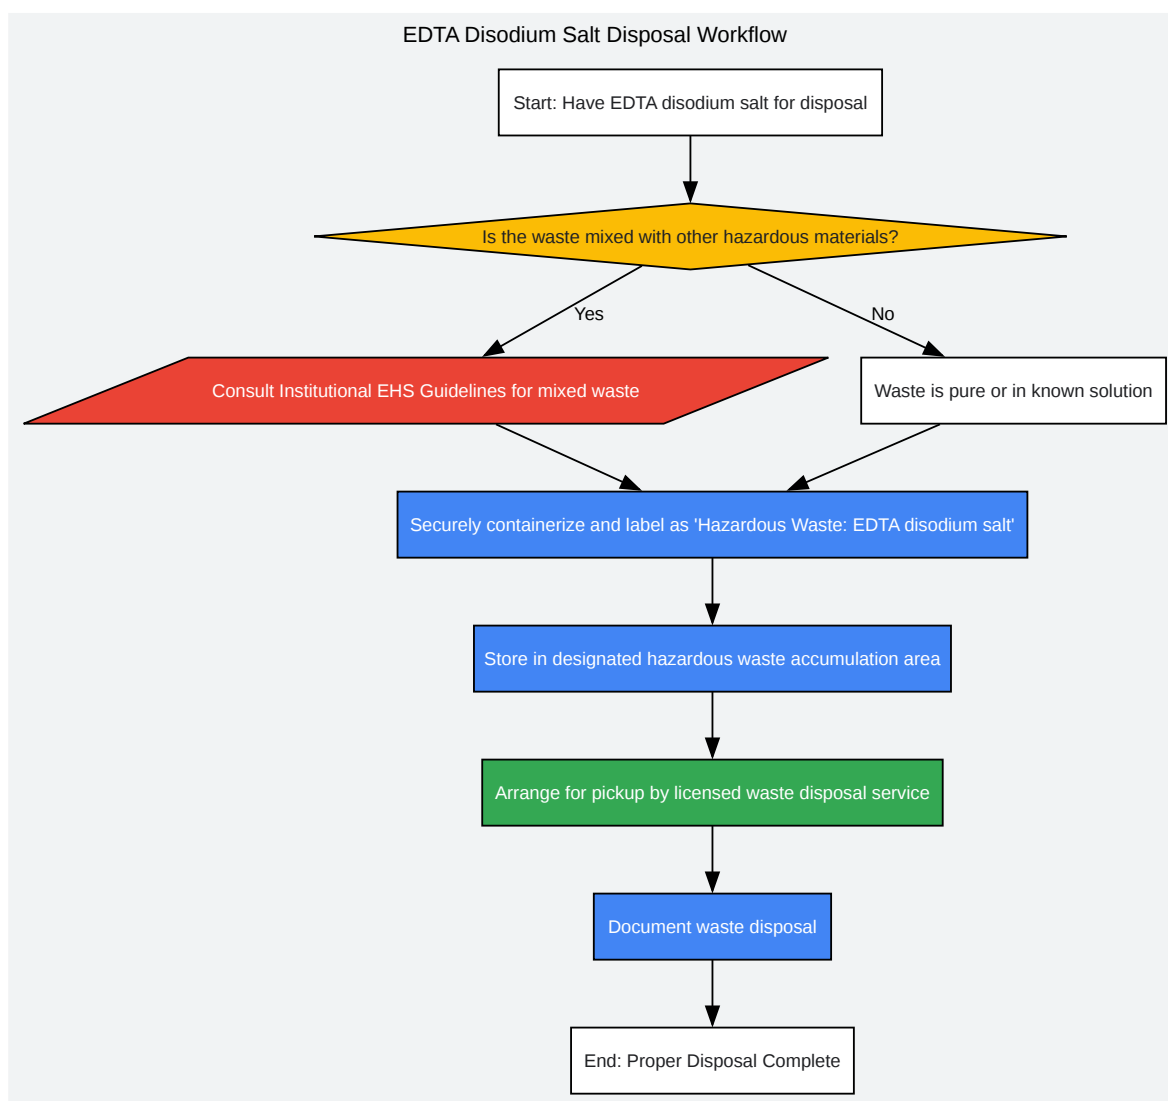 EDTA Disodium Salt Disposal Workflow
Start: Have EDTA disodium salt for disposal
Is the waste mixed with other hazardous materials?
Yes
No
Consult Institutional EHS Guidelines for mixed waste
Waste is pure or in known solution
Securely containerize and label as 'Hazardous Waste: EDTA disodium salt'
Store in designated hazardous waste accumulation area
Arrange for pickup by licensed waste disposal service
Document waste disposal
End: Proper Disposal Complete